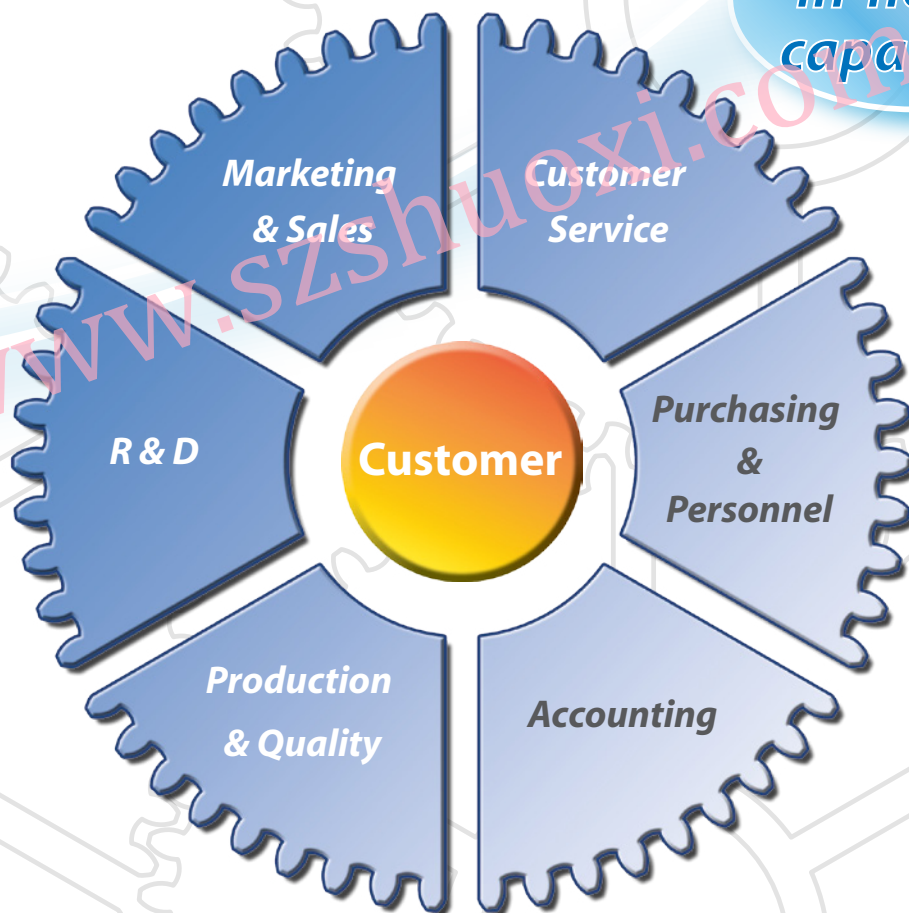 Marketing
& Sales
Customer
Service
R & D
Customer
Purchasing
&
Personnel
Production
& Quality
Accounting
www.szshuoxi.com